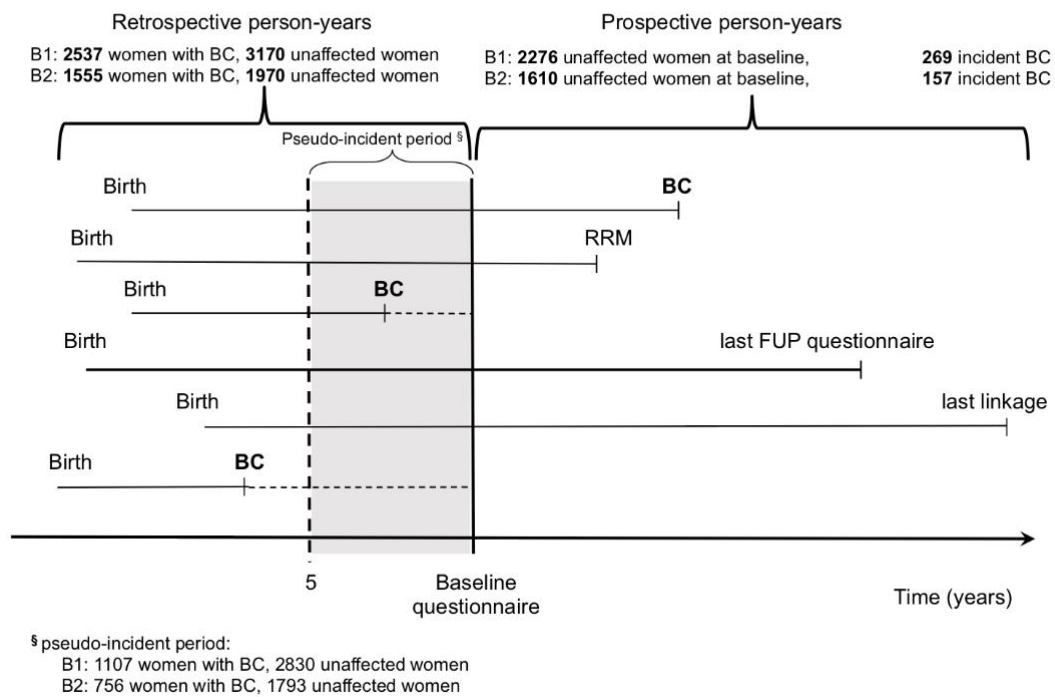 Retrospective person-years
Prospective person-years
B1: 2537 women with BC, 3170 unaffected women
B2: 1555 women with BC, 1970 unaffected women
B1: 2276 unaffected women at baseline, 269 incident BC
B2: 1610 unaffected women at baseline, 157 incident BC
Pseudo-incident period §
Birth
BC
Birth
RRM
Birth
BC
Birth
last FUP questionnaire
Birth
last linkage
Birth
BC
5
Baseline
questionnaire
Time (years)
§ pseudo-incident period:
B1: 1107 women with BC, 2830 unaffected women
B2: 756 women with BC, 1793 unaffected women